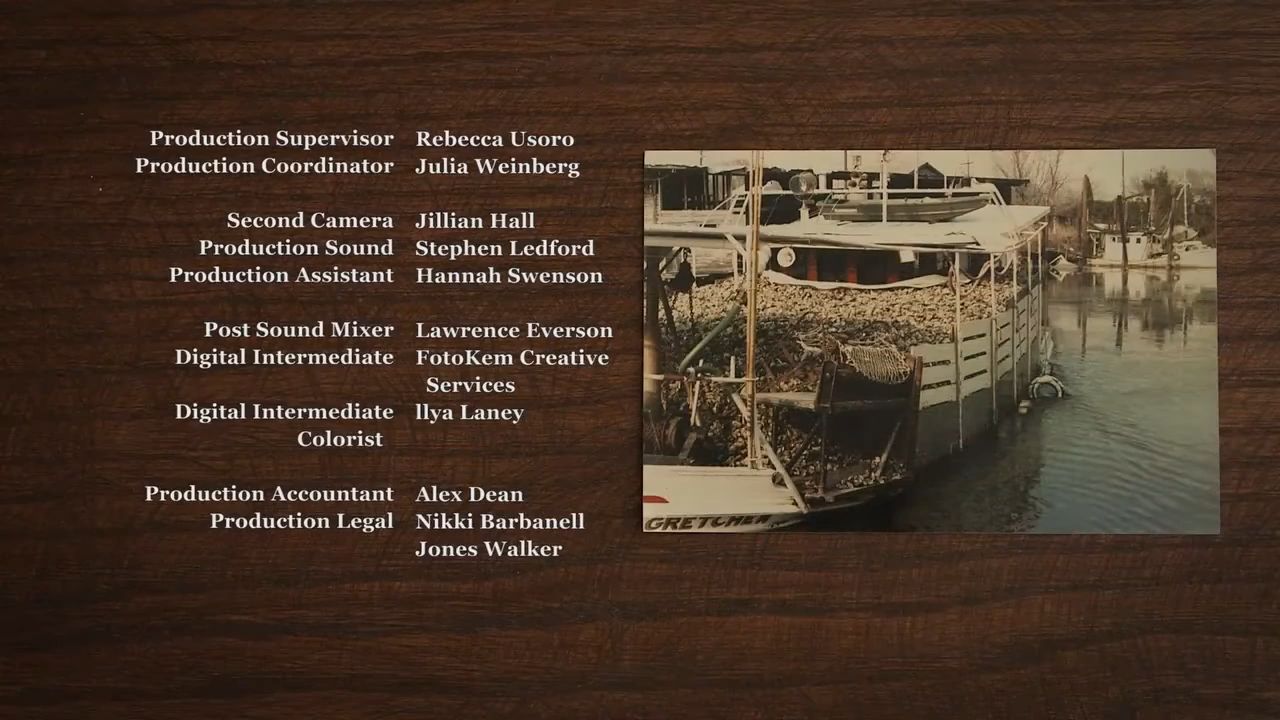 Production Supervisor Rebecca Usoro
Production Coordinator Julia Weinberg
Second Camera Jillian Hall
Production Sound Stephen Ledford
Production Assistant Hannah Swenson
Post Sound Mixer Lawrence Everson
Digital Intermediate FotoKem Creative
Services
Digital Intermediate llya Laney
Colorist
Production Accountant Alex Dean
Production Legal Nikki Barbanell
Jones Walker
GRETCHEN